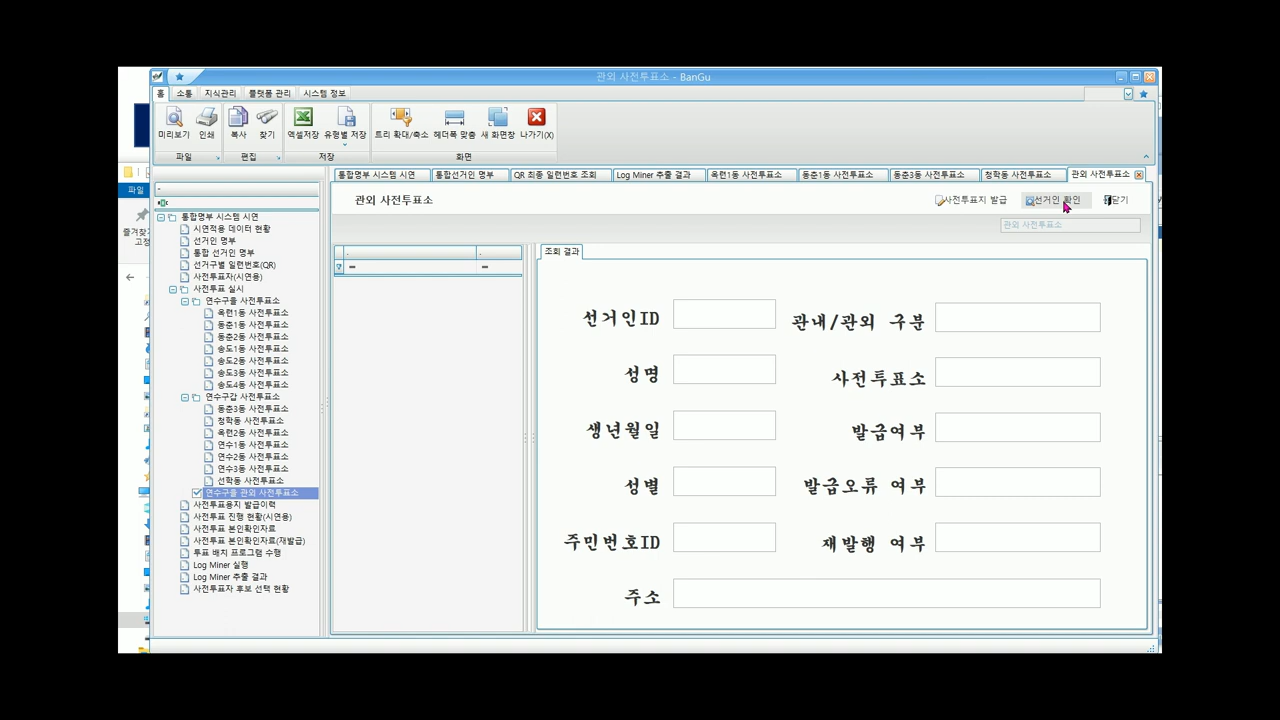 관외 사전투표소 - BanGu
홈 소통 지식관리 플랫폼 관리 시스템 정보
미리보기 인쇄 복사 찾기 엑셀저장 유형별 저장 트리 확대/축소 헤더폭 맞춤 새 화면창 나가기(X)
파일 편집 저장 화면
파일
즐겨찾기
고정
통합명부 시스템 시연 통합선거인 명부 QR 최종 일련번호 조회 Log Miner 추출 결과 옥련1동 사전투표소 동춘1동 사전투표소 동춘3동 사전투표소 청학동 사전투표소 관외 사전투표소
관외 사전투표소 사전투표지 발급 선거인 확인 닫기
관외 사전투표소
통합명부 시스템 시연
시연적용 데이터 현황
선거인 명부
통합 선거인 명부
선거구별 일련번호(QR)
사전투표자(시연용)
사전투표 실시
연수구을 사전투표소
옥련1동 사전투표소
동춘1동 사전투표소
동춘2동 사전투표소
송도1동 사전투표소
송도2동 사전투표소
송도3동 사전투표소
송도4동 사전투표소
연수구갑 사전투표소
동춘3동 사전투표소
청학동 사전투표소
옥련2동 사전투표소
연수1동 사전투표소
연수2동 사전투표소
연수3동 사전투표소
선학동 사전투표소
연수구을 관외 사전투표소
사전투표용지 발급이력
사전투표 진행 현황(시연용)
사전투표 본인확인자료
사전투표 본인확인자료(재발급)
투표 배치 프로그램 수행
Log Miner 실행
Log Miner 추출 결과
사전투표자 후보 선택 현황
조회 결과
선거인ID 관내/관외 구분
성명 사전투표소
생년월일 발급여부
성별 발급오류 여부
주민번호ID 재발행 여부
주소